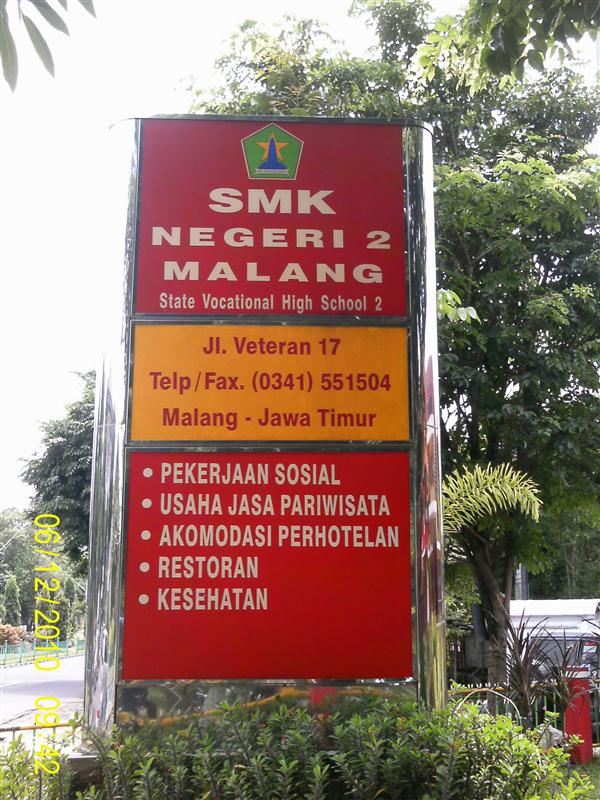 SMK
NEGERI 2
MALANG
State Vocational High School 2
Jl. Veteran 17
Telp/Fax. (0341) 551504
Malang - Jawa Timur
• PEKERJAAN SOSIAL
• USAHA JASA PARIWISATA
• AKOMODASI PERHOTELAN
• RESTORAN
• KESEHATAN
06/12/2010 09:42